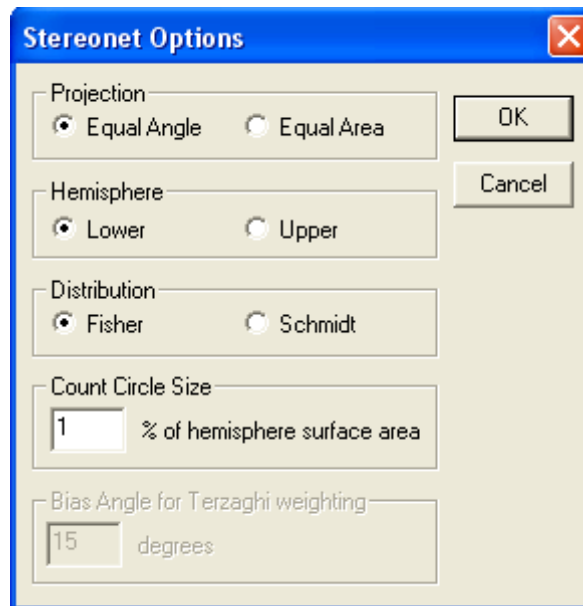 Stereonet Options
Projection
Equal Angle Equal Area
OK
Hemisphere
Lower Upper
Cancel
Distribution
Fisher Schmidt
Count Circle Size
1 % of hemisphere surface area
Bias Angle for Terzaghi weighting
15 degrees